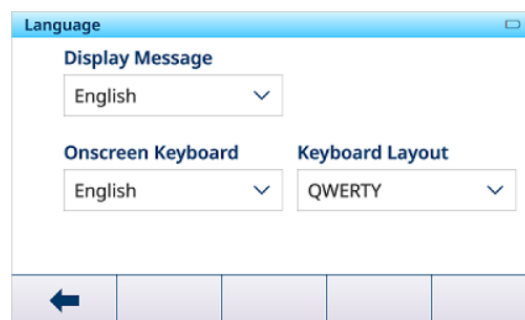 Language
Display Message
English
Onscreen Keyboard
Keyboard Layout
English
QWERTY